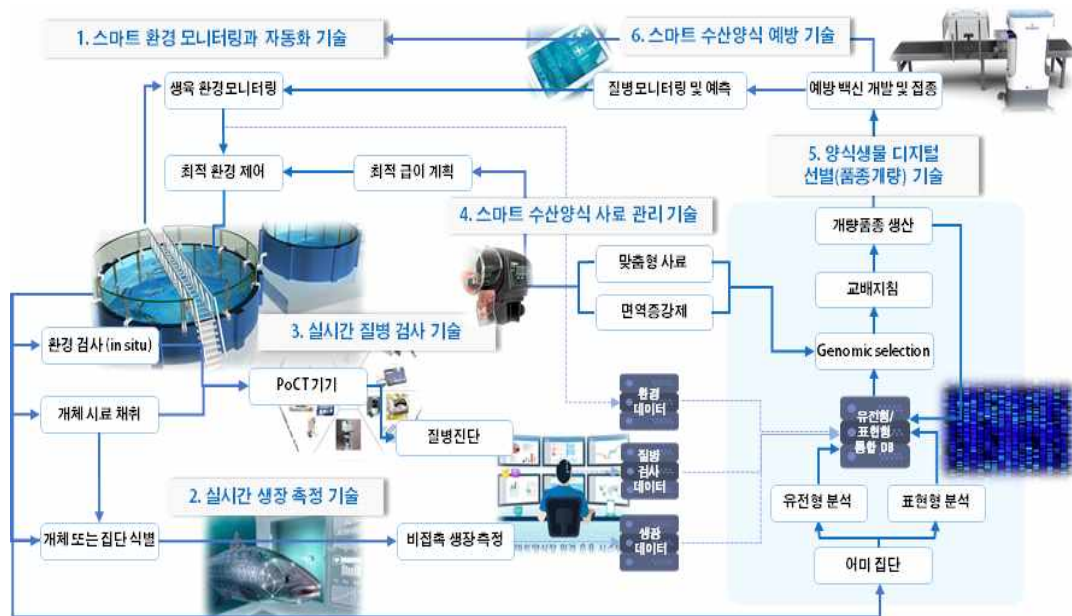 1. 스마트 환경 모니터링과 자동화 기술
6. 스마트 수산양식 예방 기술
생육 환경모니터링
질병모니터링 및 예측
예방 백신 개발 및 접종
최적 환경 제어
최적 급이 계획
5. 양식생물 디지털
선별(품종개량) 기술
4. 스마트 수산양식 사료 관리 기술
개량품종 생산
맞춤형 사료
면역증강제
교배지침
3. 실시간 질병 검사 기술
환경 검사 (in situ)
Genomic selection
PoCT기기
환경
데이터
개체 시료 채취
질병진단
유전형/
표현형
통합 DB
질병
검사
데이터
2. 실시간 생장 측정 기술
유전형 분석
표현형 분석
개체 또는 집단 식별
비접촉 생장 측정
생장
데이터
어미 집단